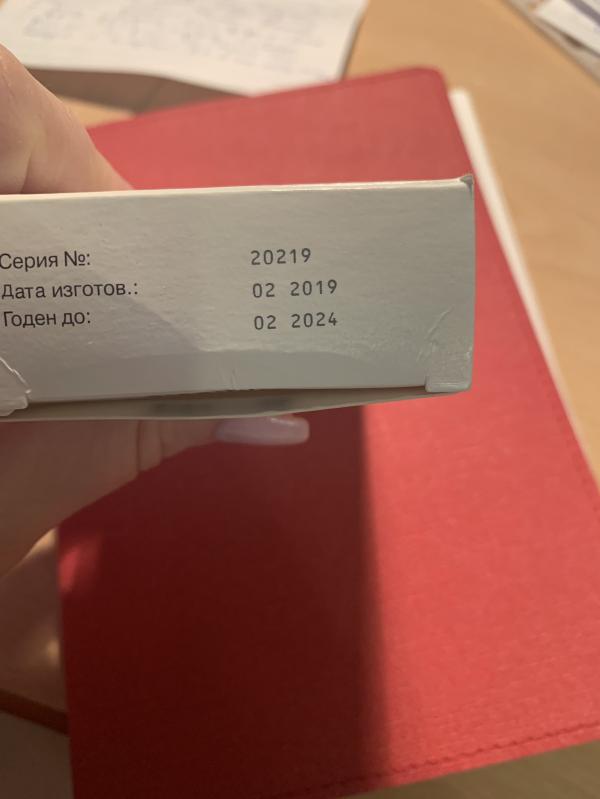 Серия №: 20219
Дата изготов.: 02 2019
Годен до: 02 2024